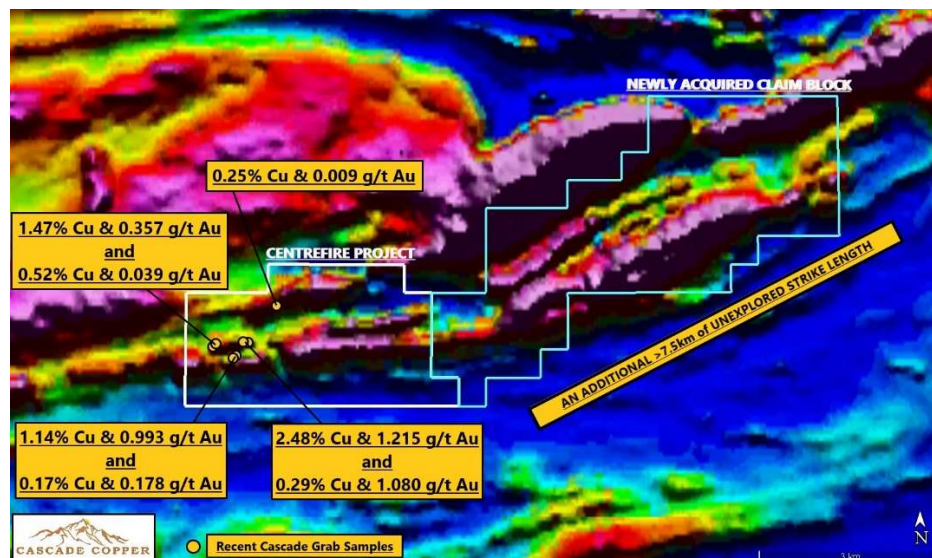 NEWLY ACQUIRED CLAIM BLOCK
0.25% Cu & 0.009 g/t Au
1.47% Cu & 0.357 g/t Au
and
0.52% Cu & 0.039 g/t Au
CENTREFIRE PROJECT
AN ADDITIONAL >7.5km of UNEXPLORED STRIKE LENGTH
1.14% Cu & 0.993 g/t Au
and
0.17% Cu & 0.178 g/t Au
2.48% Cu & 1.215 g/t Au
and
0.29% Cu & 1.080 g/t Au
CASCADE COPPER
Recent Cascade Grab Samples
N
3 km